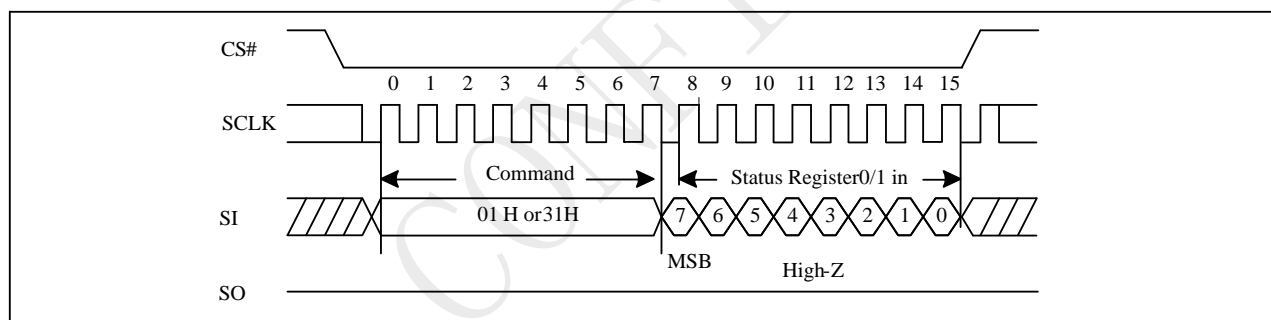 CS#
0 1 2 3 4 5 6 7 8 9 10 11 12 13 14 15
SCLK
Command
Status Register0/1 in
SI
01 H or31H
7 6 5 4 3 2 1 0
MSB
High-Z
SO